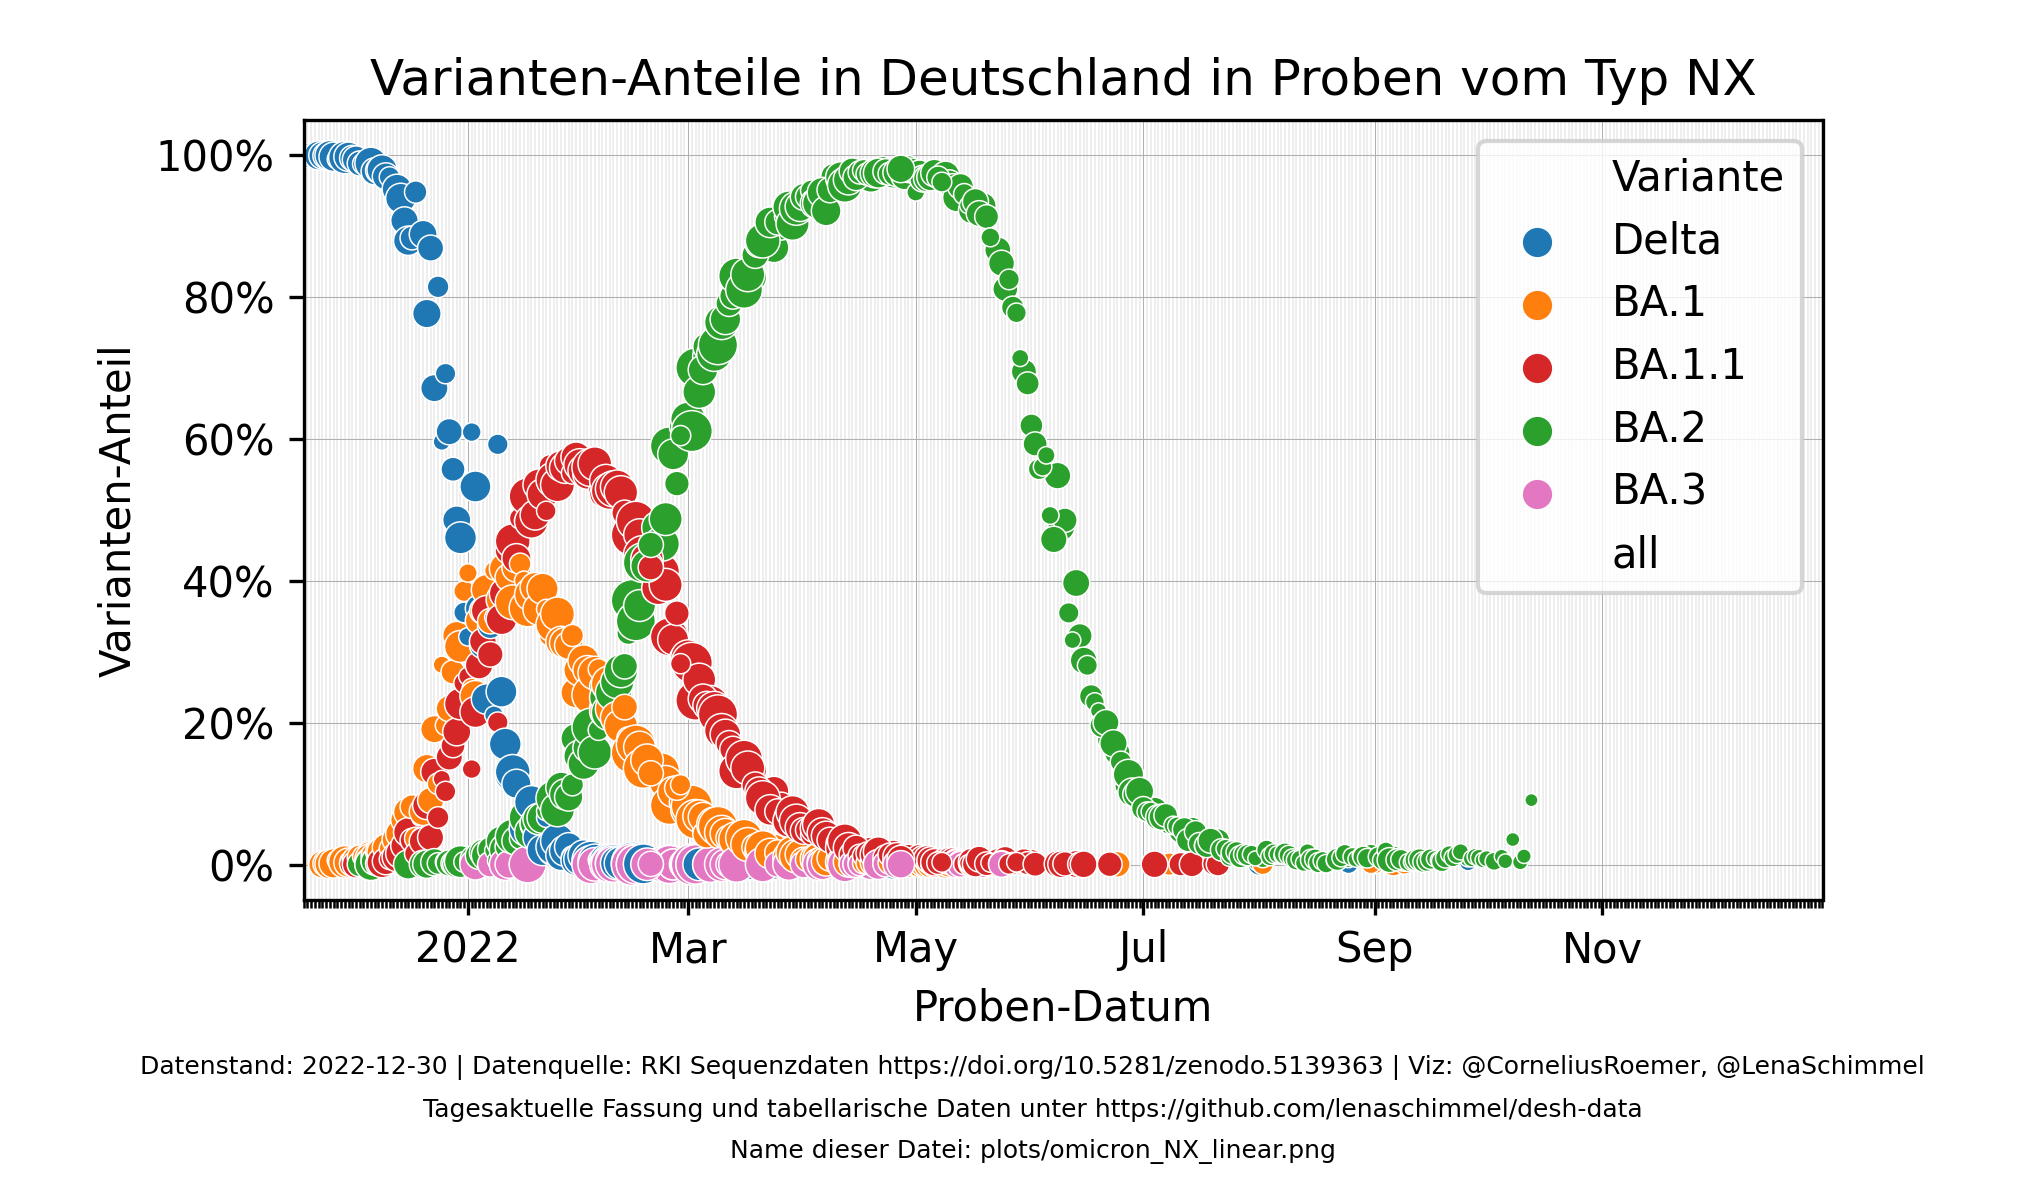 Varianten-Anteile in Deutschland in Proben vom Typ NX
Varianten-Anteil
100%
80%
60%
40%
20%
0%
Variante
Delta
BA.1
BA.1.1
BA.2
BA.3
all
2022
Mar
May
Jul
Sep
Nov
Proben-Datum
Datenstand: 2022-12-30 | Datenquelle: RKI Sequenzdaten https://doi.org/10.5281/zenodo.5139363 | Viz: @CorneliusRoemer, @LenaSchimmel
Tagesaktuelle Fassung und tabellarische Daten unter https://github.com/lenaschimmel/desh-data
Name dieser Datei: plots/omicron_NX_linear.png